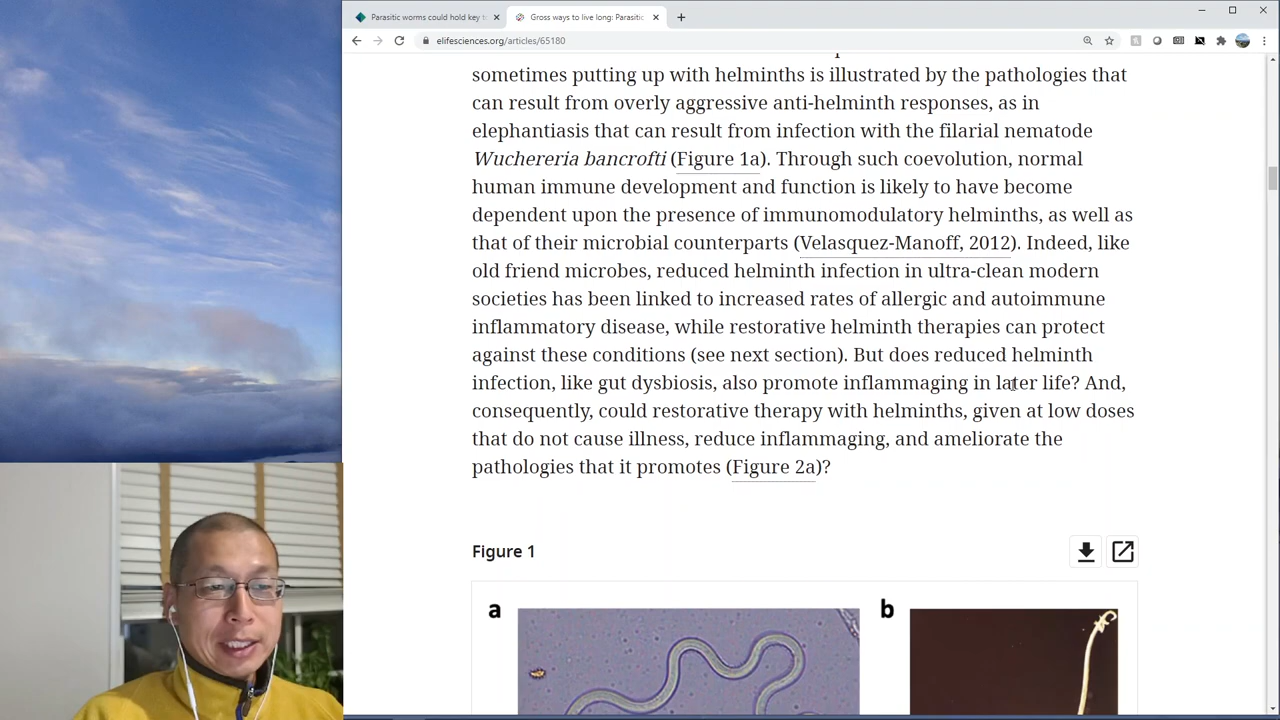 Parasitic worms could hold key t
Gross ways to live long: Parasitic
elifesciences.org/articles/65180
sometimes putting up with helminths is illustrated by the pathologies that
can result from overly aggressive anti-helminth responses, as in
elephantiasis that can result from infection with the filarial nematode
Wuchereria bancrofti (Figure 1a). Through such coevolution, normal
human immune development and function is likely to have become
dependent upon the presence of immunomodulatory helminths, as well as
that of their microbial counterparts (Velasquez-Manoff, 2012). Indeed, like
old friend microbes, reduced helminth infection in ultra-clean modern
societies has been linked to increased rates of allergic and autoimmune
inflammatory disease, while restorative helminth therapies can protect
against these conditions (see next section). But does reduced helminth
infection, like gut dysbiosis, also promote inflammaging in later life? And,
consequently, could restorative therapy with helminths, given at low doses
that do not cause illness, reduce inflammaging, and ameliorate the
pathologies that it promotes (Figure 2a)?
Figure 1
a
b